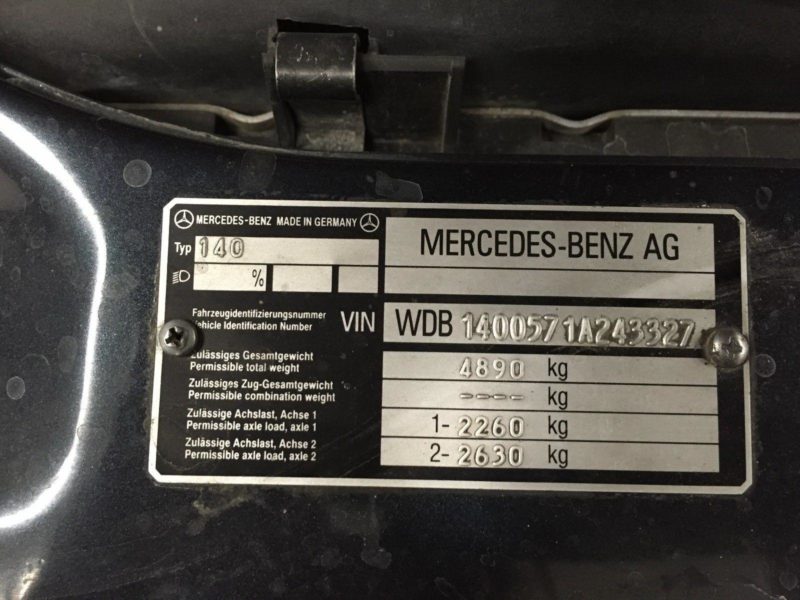 MERCEDES-BENZ MADE IN GERMANY
Typ 140
%
MERCEDES-BENZ AG
Fahrzeugidentifizierungsnummer
Vehicle Identification Number
VIN WDB 1400571A243327
Zulässiges Gesamtgewicht
Permissible total weight
4890 kg
Zulässiges Zug-Gesamtgewicht
Permissible combination weight
---- kg
Zulässige Achslast, Achse 1
Permissible axle load, axle 1
1- 2260 kg
Zulässige Achslast, Achse 2
Permissible axle load, axle 2
2- 2630 kg